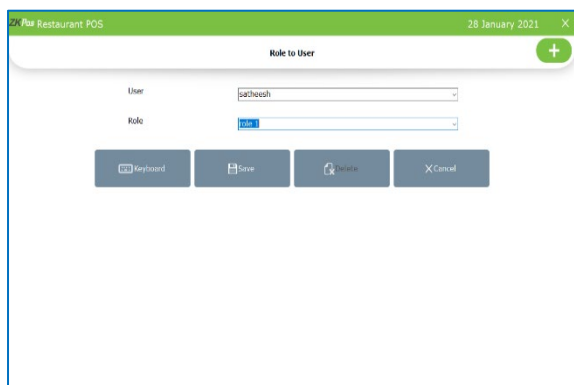 ZKPos Restaurant POS 28 January 2021 X
Role to User
+
User satheesh
Role role 1
Keyboard Save Delete Cancel